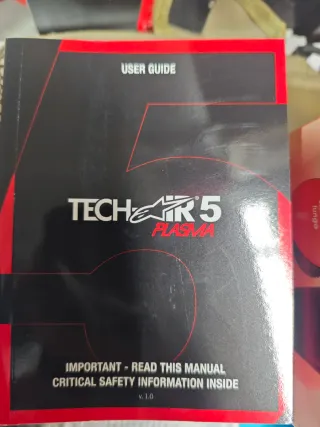 USER GUIDE
TECH-AIR® 5
PLASMA
IMPORTANT - READ THIS MANUAL
CRITICAL SAFETY INFORMATION INSIDE
v. 1.0